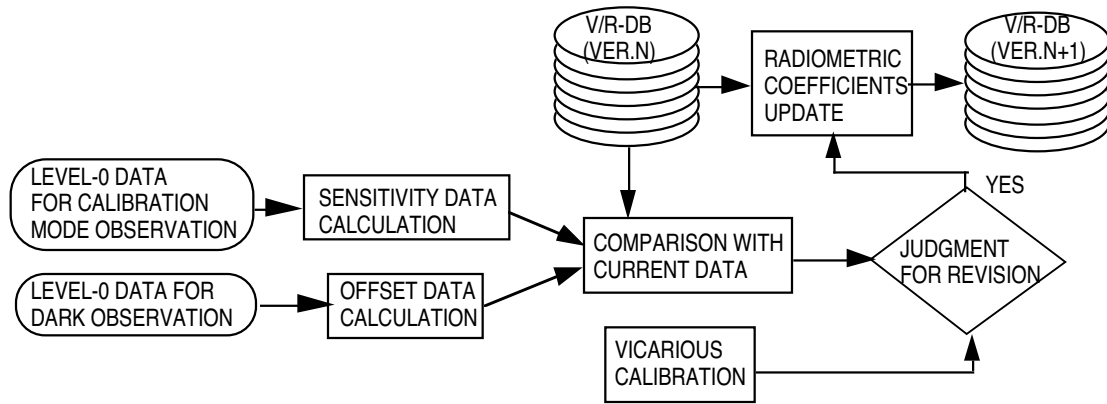 V/R-DB
(VER.N)
RADIOMETRIC
COEFFICIENTS
UPDATE
V/R-DB
(VER.N+1)
LEVEL-0 DATA
FOR CALIBRATION
MODE OBSERVATION
SENSITIVITY DATA
CALCULATION
COMPARISON WITH
CURRENT DATA
YES
JUDGMENT
FOR REVISION
LEVEL-0 DATA FOR
DARK OBSERVATION
OFFSET DATA
CALCULATION
VICARIOUS
CALIBRATION